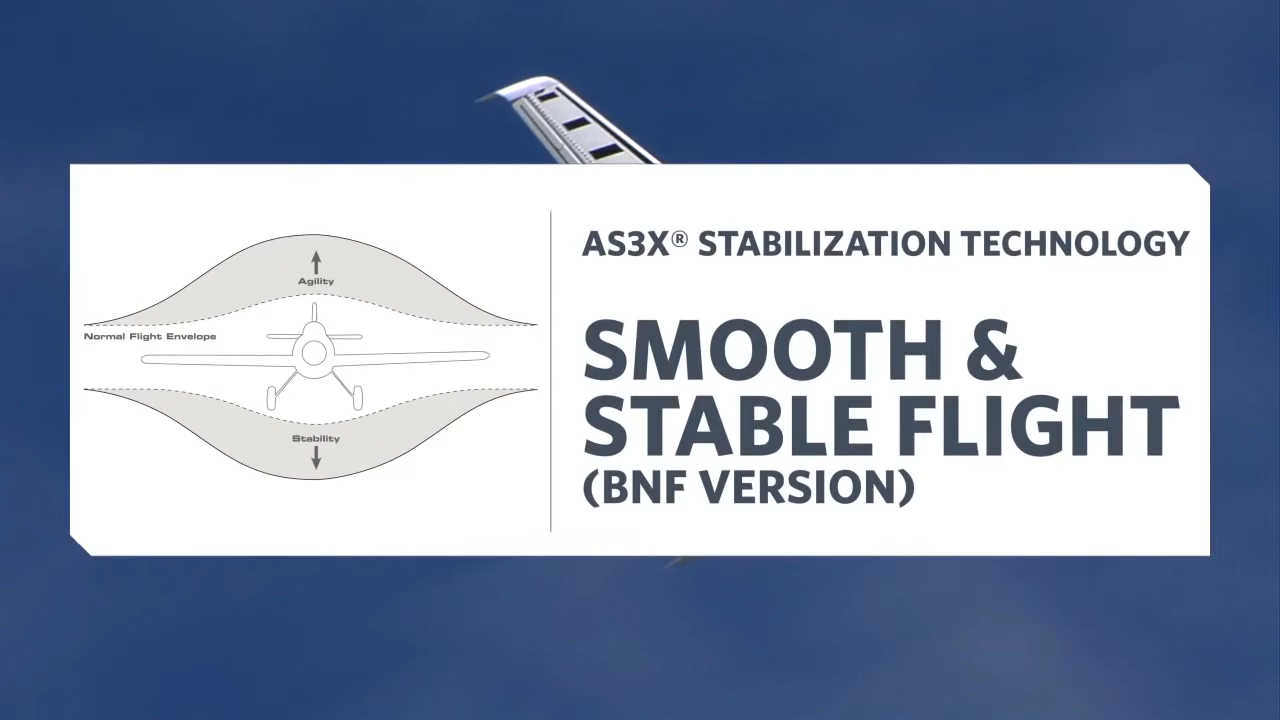 Agility
Normal Flight Envelope
Stability
AS3X® STABILIZATION TECHNOLOGY
SMOOTH &
STABLE FLIGHT
(BNF VERSION)